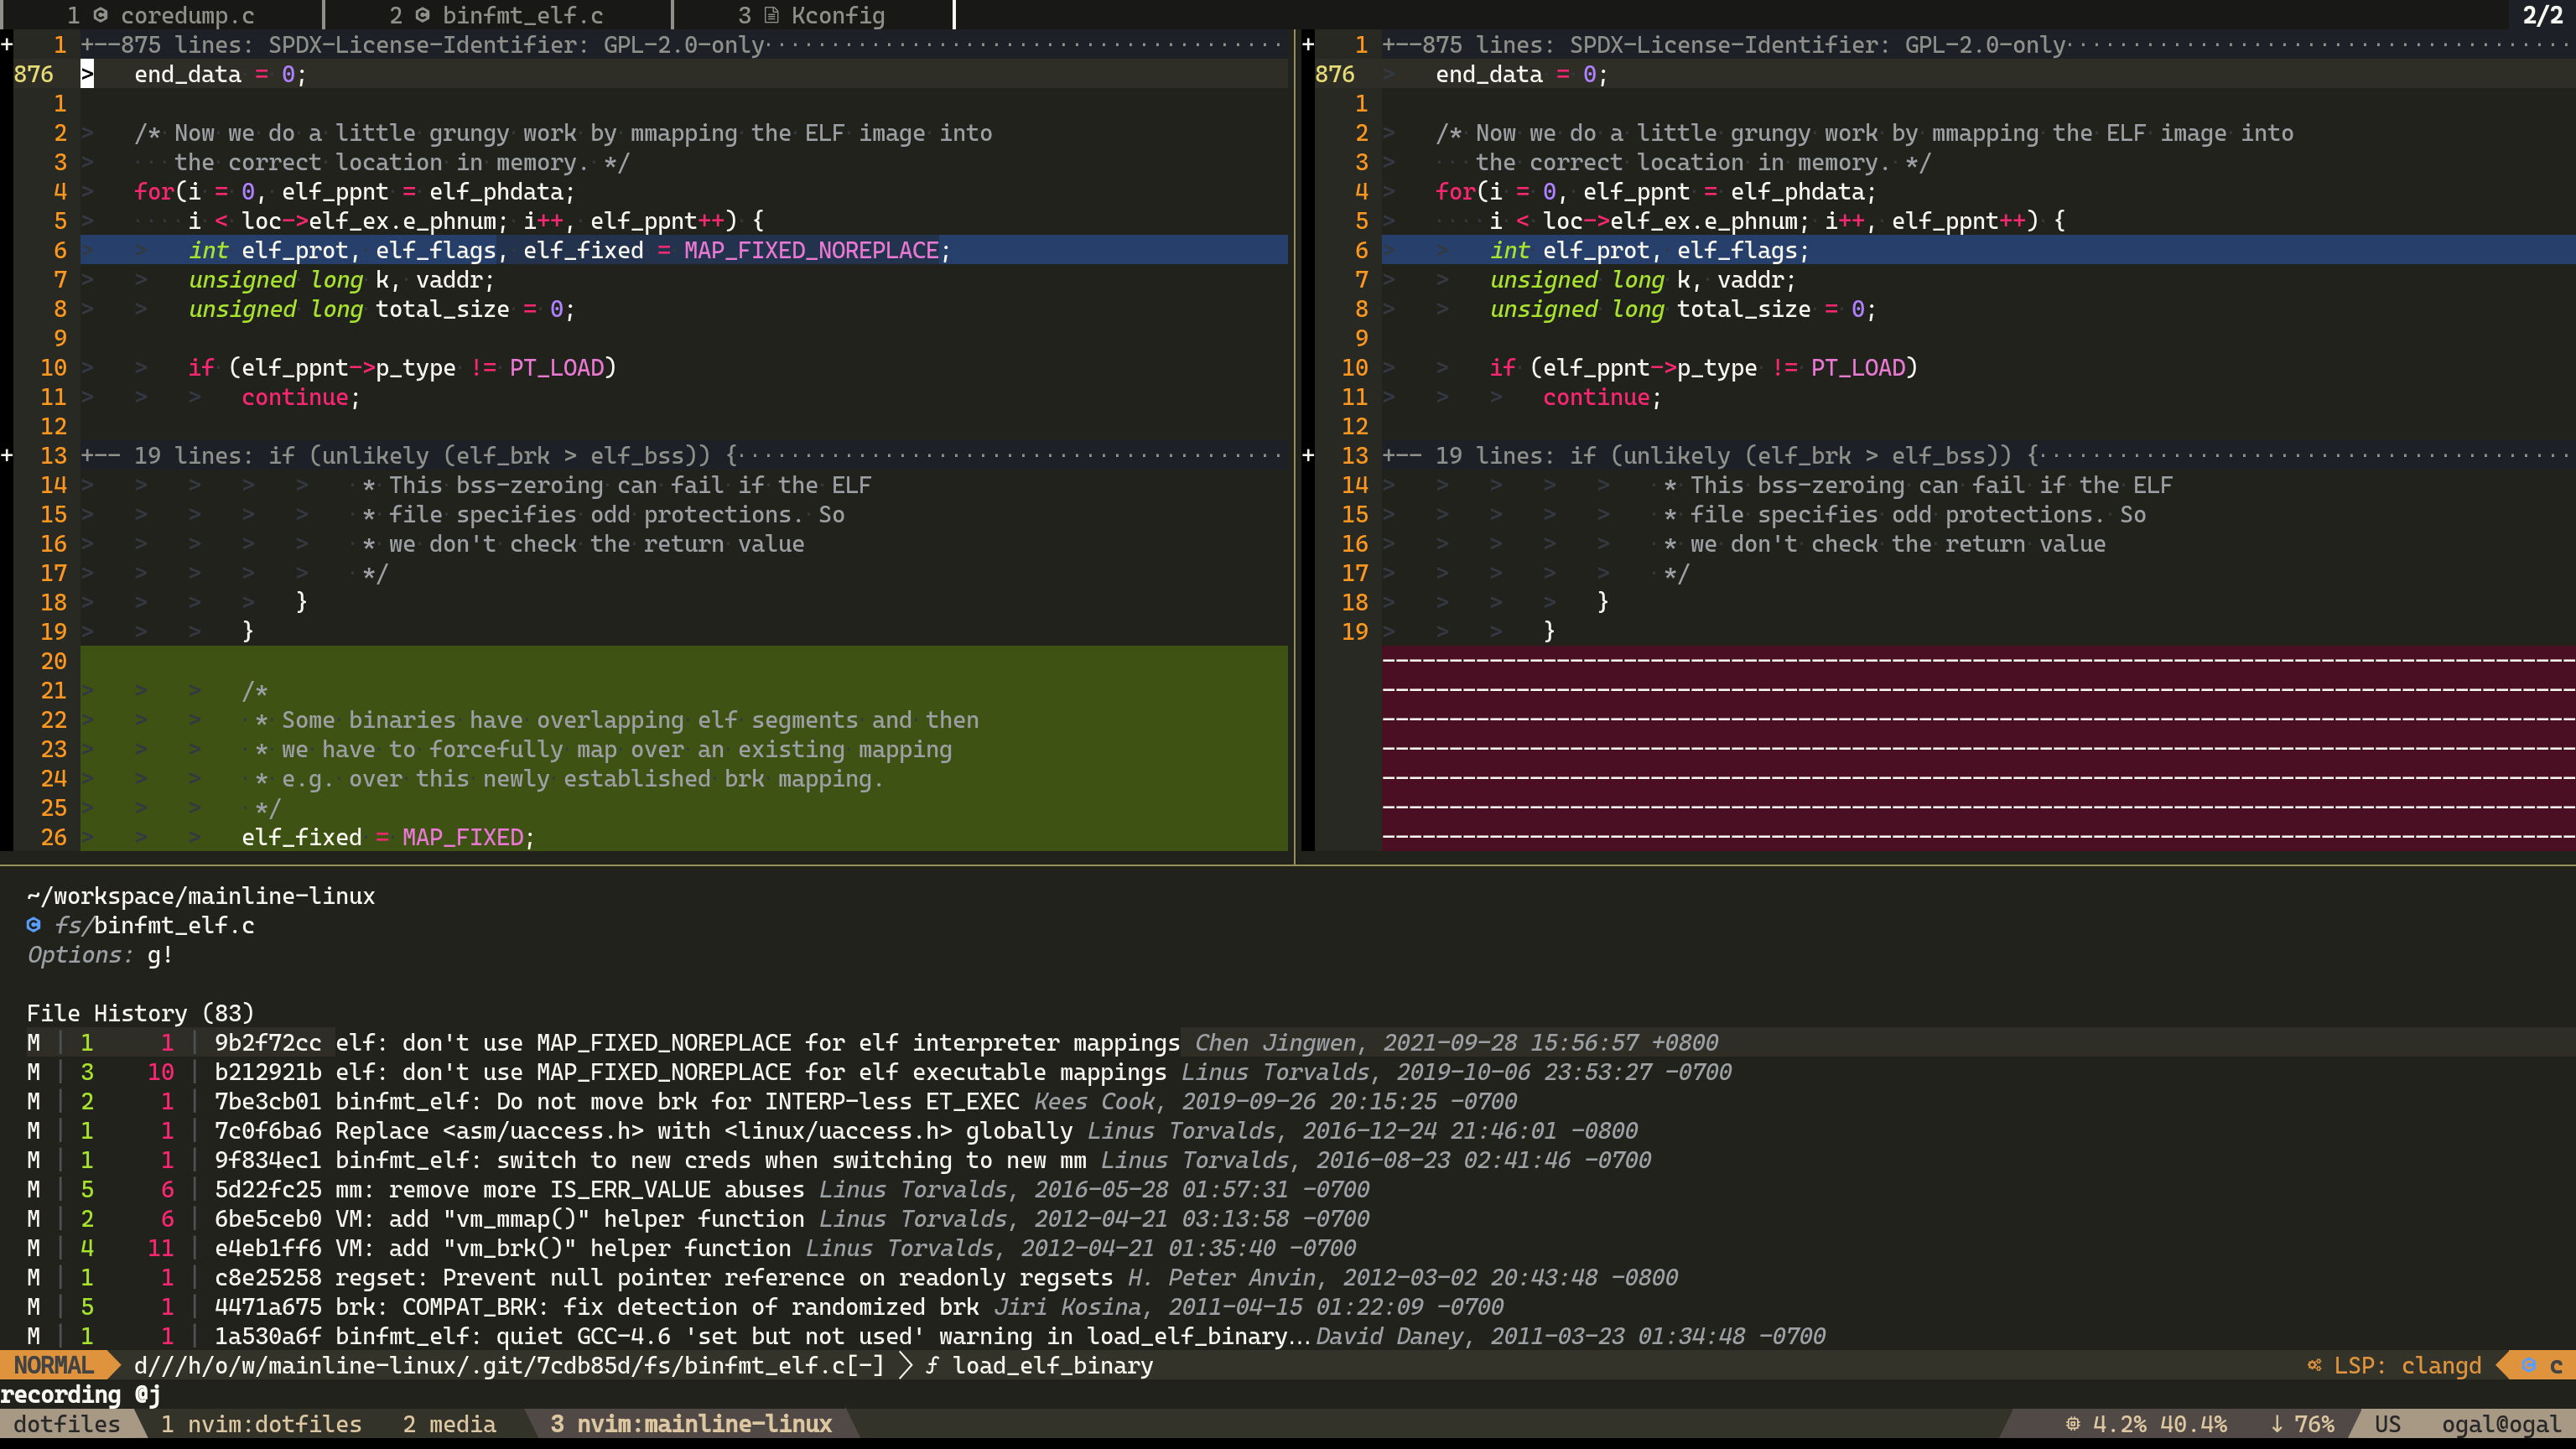 1 coredump.c 2 binfmt_elf.c 3 Kconfig 2/2
+ 1 +--875 lines: SPDX-License-Identifier: GPL-2.0-only
876 > end_data = 0;
1
2 > /* Now we do a little grungy work by mmapping the ELF image into
3 > the correct location in memory. */
4 > for(i = 0, elf_ppnt = elf_phdata;
5 > i < loc->elf_ex.e_phnum; i++, elf_ppnt++) {
6 > > int elf_prot, elf_flags, elf_fixed = MAP_FIXED_NOREPLACE;
7 > > unsigned long k, vaddr;
8 > > unsigned long total_size = 0;
9
10 > > if (elf_ppnt->p_type != PT_LOAD)
11 > > > continue;
12
+ 13 +-- 19 lines: if (unlikely (elf_brk > elf_bss)) {
14 > > > > > * This bss-zeroing can fail if the ELF
15 > > > > > * file specifies odd protections. So
16 > > > > > * we don't check the return value
17 > > > > > */
18 > > > > }
19 > > > }
20
21 > > > /*
22 > > > * Some binaries have overlapping elf segments and then
23 > > > * we have to forcefully map over an existing mapping
24 > > > * e.g. over this newly established brk mapping.
25 > > > */
26 > > > elf_fixed = MAP_FIXED;
+ 1 +--875 lines: SPDX-License-Identifier: GPL-2.0-only
876 > end_data = 0;
1
2 > /* Now we do a little grungy work by mmapping the ELF image into
3 > the correct location in memory. */
4 > for(i = 0, elf_ppnt = elf_phdata;
5 > i < loc->elf_ex.e_phnum; i++, elf_ppnt++) {
6 > > int elf_prot, elf_flags;
7 > > unsigned long k, vaddr;
8 > > unsigned long total_size = 0;
9
10 > > if (elf_ppnt->p_type != PT_LOAD)
11 > > > continue;
12
+ 13 +-- 19 lines: if (unlikely (elf_brk > elf_bss)) {
14 > > > > > * This bss-zeroing can fail if the ELF
15 > > > > > * file specifies odd protections. So
16 > > > > > * we don't check the return value
17 > > > > > */
18 > > > > }
19 > > > }
~/workspace/mainline-linux
fs/binfmt_elf.c
Options: g!
File History (83)
M | 1 1 | 9b2f72cc elf: don't use MAP_FIXED_NOREPLACE for elf interpreter mappings Chen Jingwen, 2021-09-28 15:56:57 +0800
M | 3 10 | b212921b elf: don't use MAP_FIXED_NOREPLACE for elf executable mappings Linus Torvalds, 2019-10-06 23:53:27 -0700
M | 2 1 | 7be3cb01 binfmt_elf: Do not move brk for INTERP-less ET_EXEC Kees Cook, 2019-09-26 20:15:25 -0700
M | 1 1 | 7c0f6ba6 Replace <asm/uaccess.h> with <linux/uaccess.h> globally Linus Torvalds, 2016-12-24 21:46:01 -0800
M | 1 1 | 9f834ec1 binfmt_elf: switch to new creds when switching to new mm Linus Torvalds, 2016-08-23 02:41:46 -0700
M | 5 6 | 5d22fc25 mm: remove more IS_ERR_VALUE abuses Linus Torvalds, 2016-05-28 01:57:31 -0700
M | 2 6 | 6be5ceb0 VM: add "vm_mmap()" helper function Linus Torvalds, 2012-04-21 03:13:58 -0700
M | 4 11 | e4eb1ff6 VM: add "vm_brk()" helper function Linus Torvalds, 2012-04-21 01:35:40 -0700
M | 1 1 | c8e25258 regset: Prevent null pointer reference on readonly regsets H. Peter Anvin, 2012-03-02 20:43:48 -0800
M | 5 1 | 4471a675 brk: COMPAT_BRK: fix detection of randomized brk Jiri Kosina, 2011-04-15 01:22:09 -0700
M | 1 1 | 1a530a6f binfmt_elf: quiet GCC-4.6 'set but not used' warning in load_elf_binary… David Daney, 2011-03-23 01:34:48 -0700
NORMAL d///h/o/w/mainline-linux/.git/7cdb85d/fs/binfmt_elf.c[-] ƒ load_elf_binary LSP: clangd c
recording @j
dotfiles 1 nvim:dotfiles 2 media 3 nvim:mainline-linux 4.2% 40.4% ↓ 76% US ogal@ogal